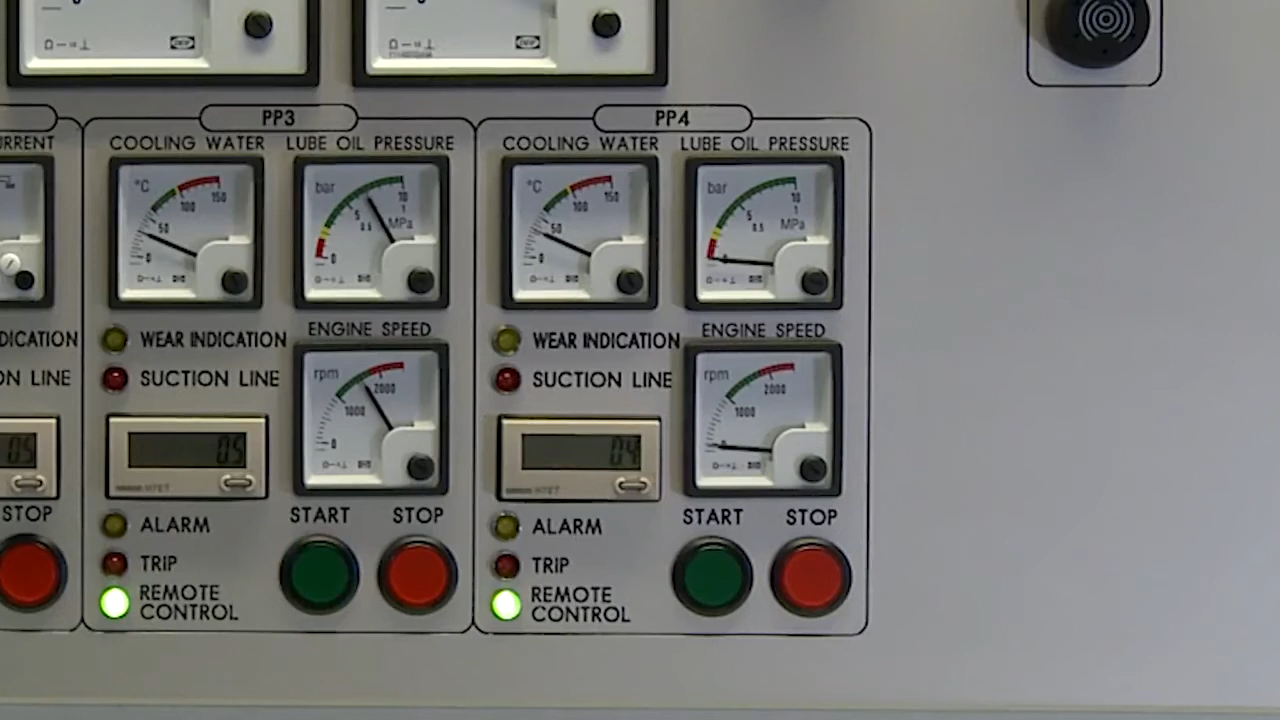 PP3
PP4
URRENT
COOLING WATER
LUBE OIL PRESSURE
COOLING WATER
LUBE OIL PRESSURE
°C
50
100
150
0
bar
5
10
0.5
1
MPa
0
°C
50
100
150
0
bar
5
10
0.5
1
MPa
DICATION
WEAR INDICATION
ENGINE SPEED
WEAR INDICATION
ENGINE SPEED
ON LINE
SUCTION LINE
SUCTION LINE
rpm
1000
2000
0
rpm
1000
2000
0
05
05
04
STOP
START
STOP
START
STOP
ALARM
ALARM
TRIP
TRIP
REMOTE
CONTROL
REMOTE
CONTROL